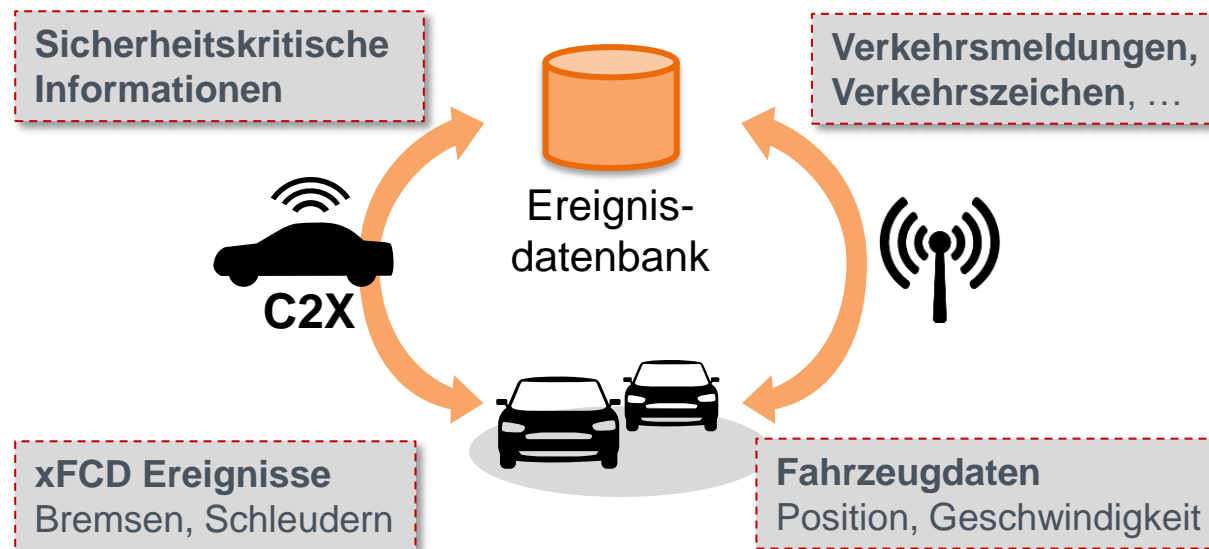 Sicherheitskritische
Informationen
Verkehrsmeldungen,
Verkehrszeichen, …
Ereignis-
datenbank
C2X
xFCD Ereignisse
Bremsen, Schleudern
Fahrzeugdaten
Position, Geschwindigkeit